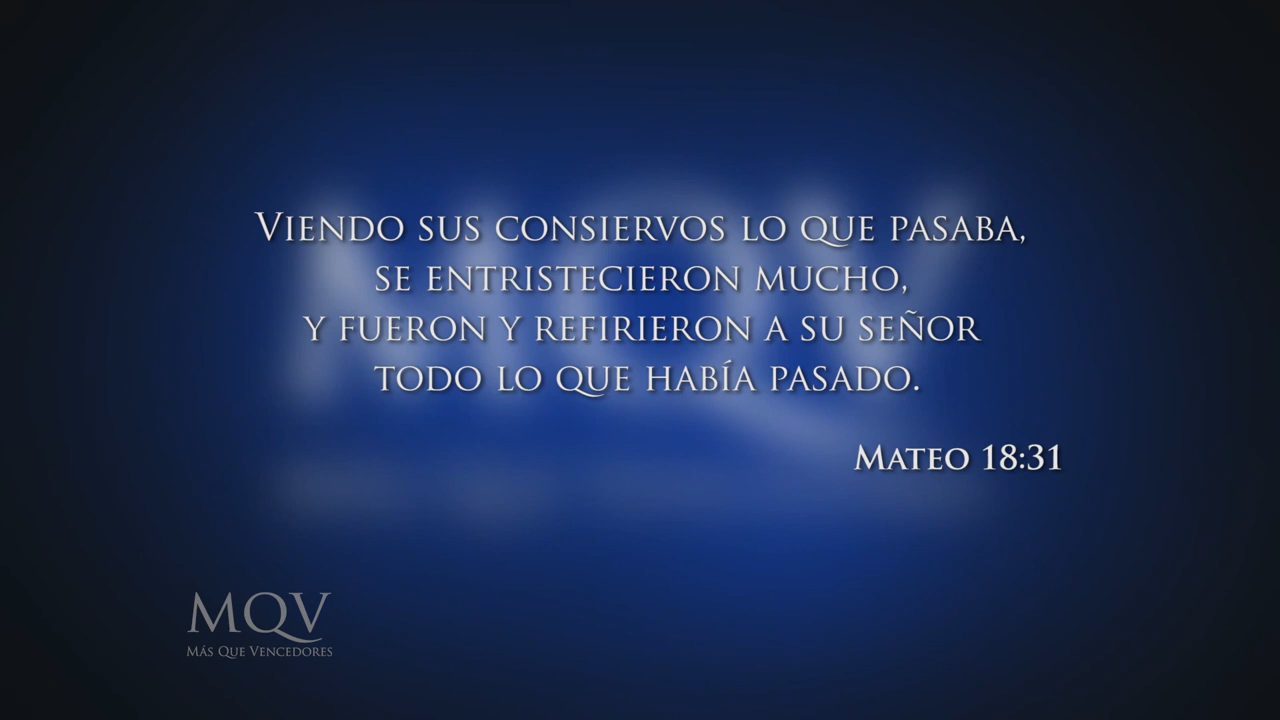 Viendo sus consiervos lo que pasaba,
se entristecieron mucho,
y fueron y refirieron a su señor
todo lo que había pasado.
Mateo 18:31
MQV
Más Que Vencedores